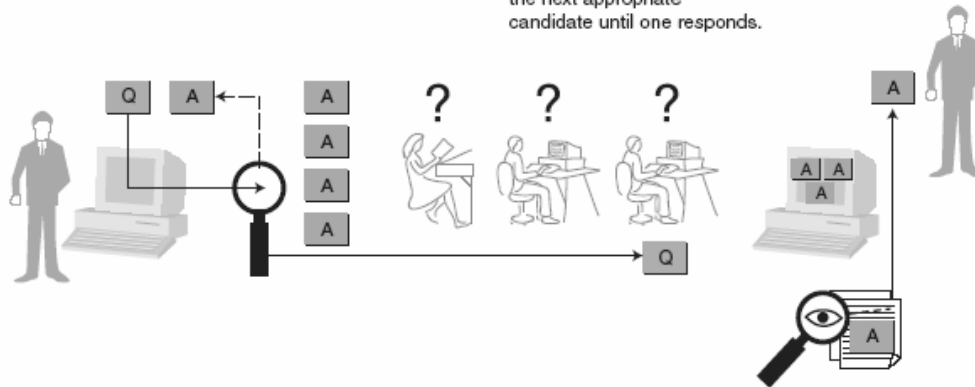 the next appropriate
candidate until one responds.
Q A
A
A
A
A
? ? ?
Q
A
A A
A
A